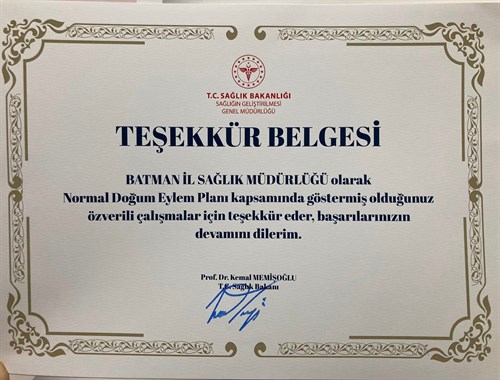 T.C. SAĞLIK BAKANLIĞI
SAĞLIĞIN GELİŞTİRİLMESİ
GENEL MÜDÜRLÜĞÜ
TEŞEKKÜR BELGESİ
BATMAN İL SAĞLIK MÜDÜRLÜĞÜ olarak
Normal Doğum Eylem Planı kapsamında göstermiş olduğunuz
özverili çalışmalar için teşekkür eder, başarılarınızın
devamını dilerim.
Prof. Dr. Kemal MEMİŞOĞLU
T.C. Sağlık Bakanı